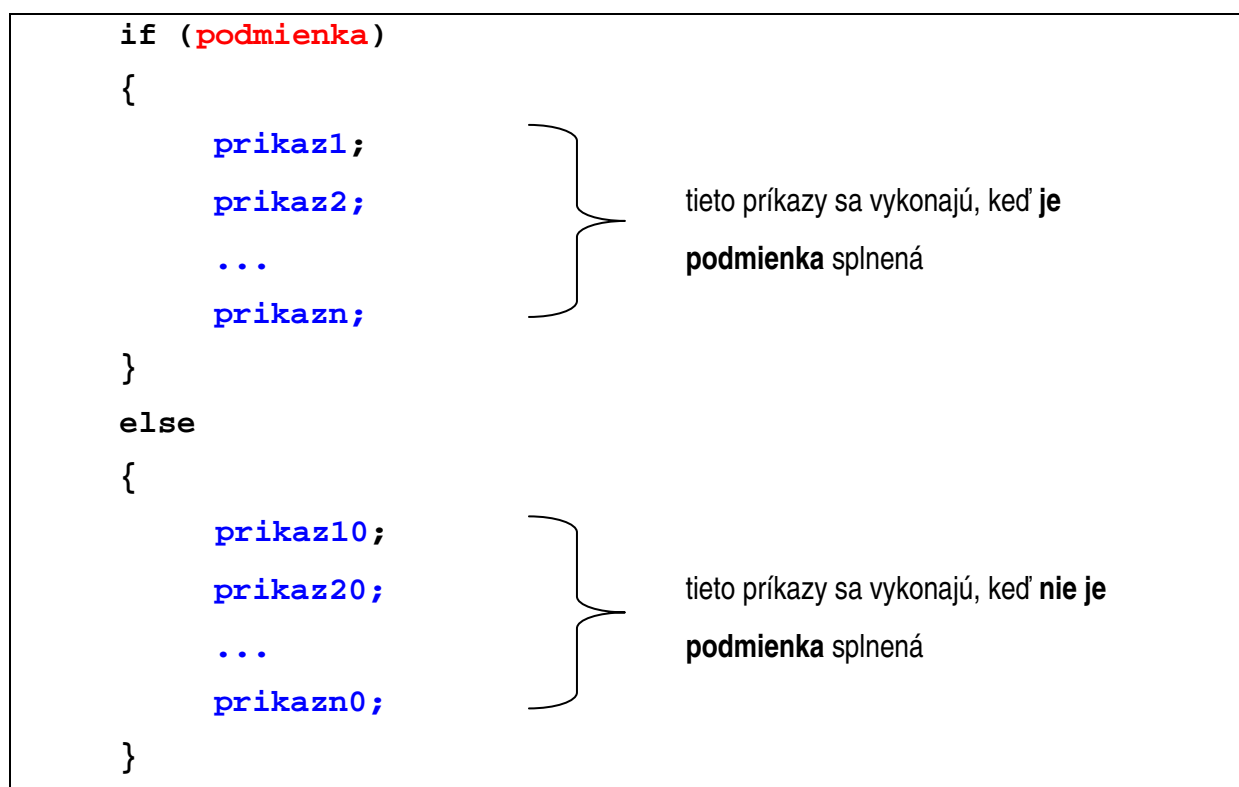 if (podmienka)
{
prikaz1;
prikaz2;
...
prikazn;
}
tieto príkazy sa vykonajú, keď je
podmienka splnená
else
{
prikaz10;
prikaz20;
...
prikazn0;
}
tieto príkazy sa vykonajú, keď nie je
podmienka splnená